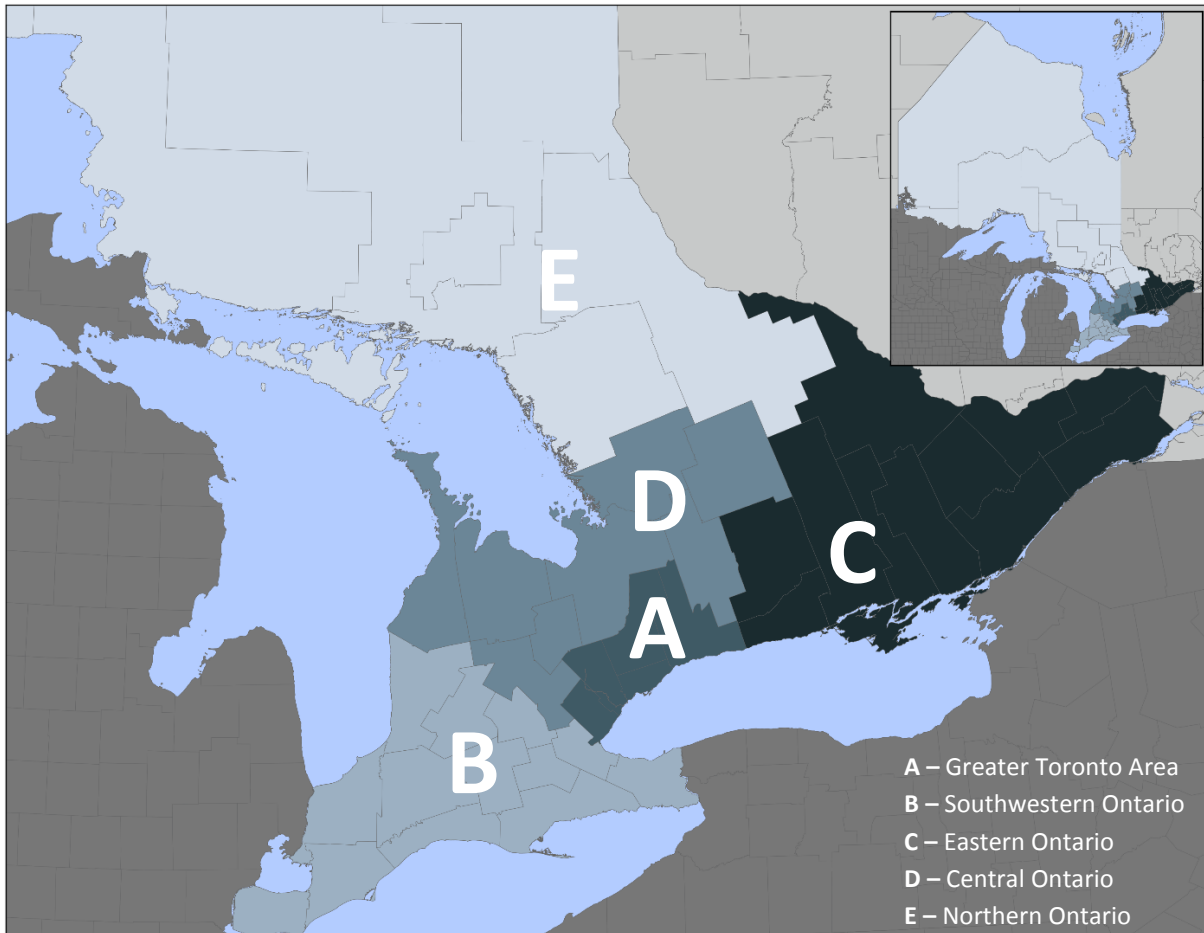 E
D
C
A
B
A – Greater Toronto Area
B – Southwestern Ontario
C – Eastern Ontario
D – Central Ontario
E – Northern Ontario